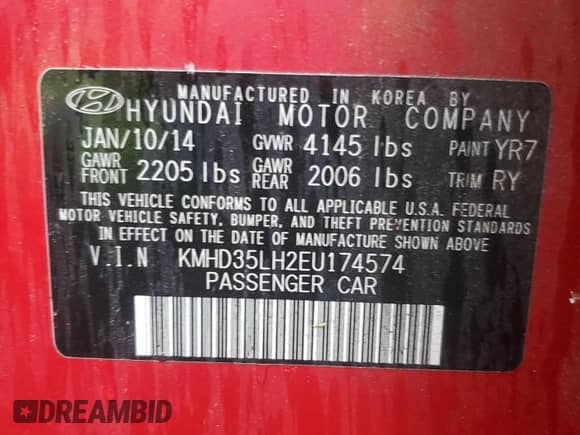 MANUFACTURED IN KOREA BY
HYUNDAI MOTOR COMPANY
JAN/10/14 GVWR 4145 lbs PAINT YR7
GAWR FRONT 2205 lbs GAWR REAR 2006 lbs TRIM RY
THIS VEHICLE CONFORMS TO ALL APPLICABLE U.S.A. FEDERAL
MOTOR VEHICLE SAFETY, BUMPER, AND THEFT PREVENTION STANDARDS
IN EFFECT ON THE DATE OF MANUFACTURE SHOWN ABOVE
V.I.N KMHD35LH2EU174574
PASSENGER CAR
DREAMBID